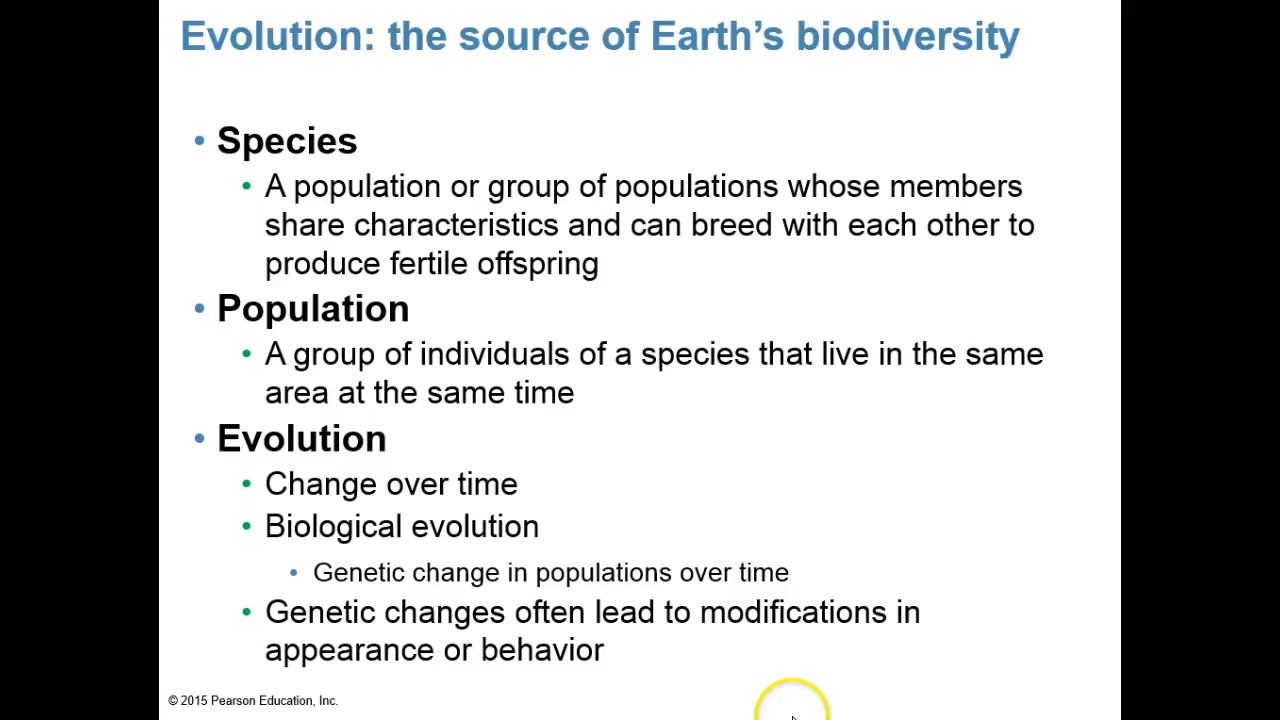 Evolution: the source of Earth’s biodiversity
• Species
• A population or group of populations whose members
share characteristics and can breed with each other to
produce fertile offspring
• Population
• A group of individuals of a species that live in the same
area at the same time
• Evolution
• Change over time
• Biological evolution
• Genetic change in populations over time
• Genetic changes often lead to modifications in
appearance or behavior
© 2015 Pearson Education, Inc.